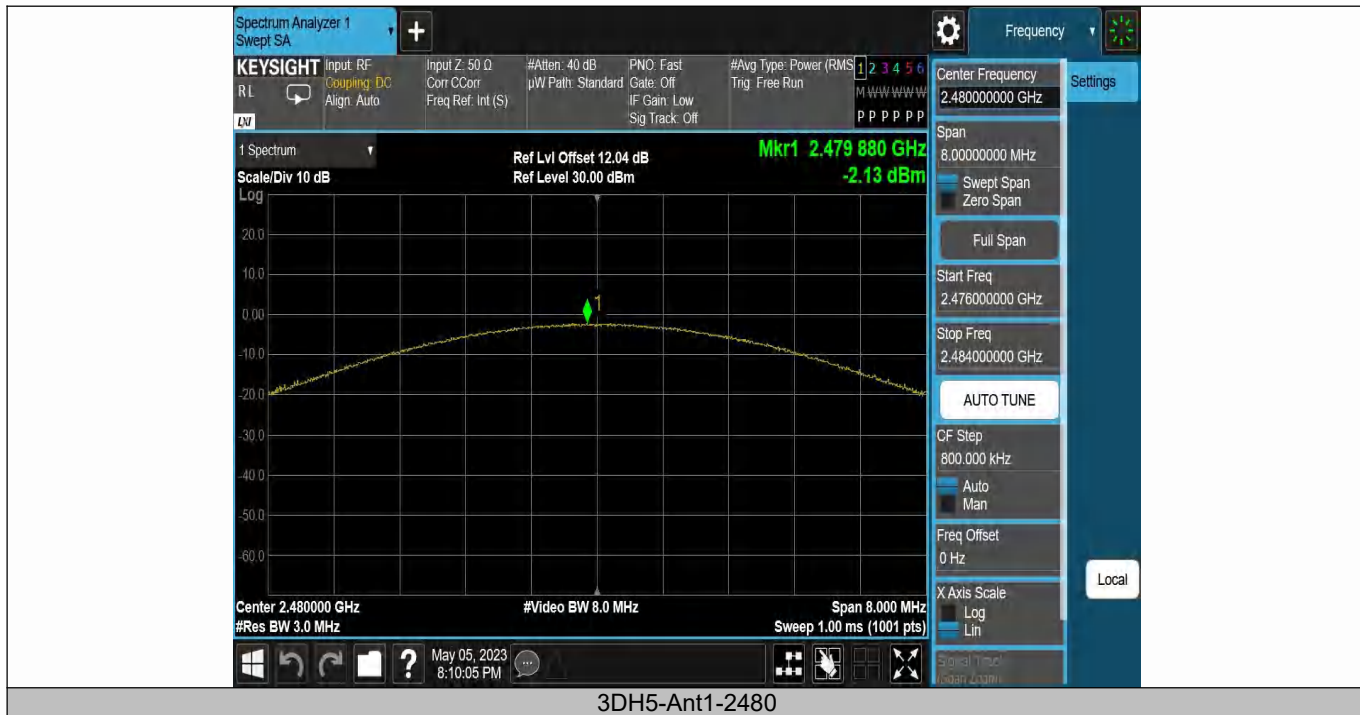 Spectrum Analyzer 1
Swept SA
+
Frequency
KEYSIGHT
RL
LXI
Input: RF
Coupling: DC
Align: Auto
Input Z: 50 Ω
Corr CCorr
Freq Ref: Int (S)
#Atten: 40 dB
µW Path: Standard
PNO: Fast
Gate: Off
IF Gain: Low
Sig Track: Off
#Avg Type: Power (RMS
Trig: Free Run
1 2 3 4 5 6
M W W W W W
P P P P P P
1 Spectrum
Scale/Div 10 dB
Ref Lvl Offset 12.04 dB
Ref Level 30.00 dBm
Mkr1 2.479 880 GHz
-2.13 dBm
Log
20.0
10.0
0.00
-10.0
-20.0
-30.0
-40.0
-50.0
-60.0
1
Center 2.480000 GHz
#Res BW 3.0 MHz
#Video BW 8.0 MHz
Span 8.000 MHz
Sweep 1.00 ms (1001 pts)
?
May 05, 2023
8:10:05 PM
Center Frequency
2.480000000 GHz
Settings
Span
8.00000000 MHz
Swept Span
Zero Span
Full Span
Start Freq
2.476000000 GHz
Stop Freq
2.484000000 GHz
AUTO TUNE
CF Step
800.000 kHz
Auto
Man
Freq Offset
0 Hz
X Axis Scale
Log
Lin
Signal Track
(Span Zoom)
Local
3DH5-Ant1-2480